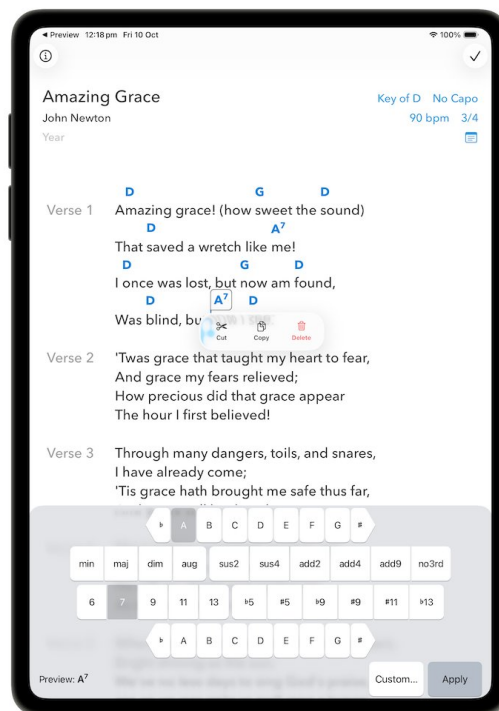 ◀ Preview 12:18 pm Fri 10 Oct 100%
Amazing Grace
Key of D No Capo
John Newton
90 bpm 3/4
Year
D G D
Verse 1 Amazing grace! (how sweet the sound)
D A7
That saved a wretch like me!
D G D
I once was lost, but now am found,
D A7 D
Was blind, bu
Cut Copy Delete
Verse 2 'Twas grace that taught my heart to fear,
And grace my fears relieved;
How precious did that grace appear
The hour I first believed!
Verse 3 Through many dangers, toils, and snares,
I have already come;
'Tis grace hath brought me safe thus far,
♭ A B C D E F G #
min maj dim aug sus2 sus4 add2 add4 add9 no3rd
6 7 9 11 13 ♭5 #5 ♭9 #9 #11 ♭13
♭ A B C D E F G #
Preview: A7 Custom... Apply